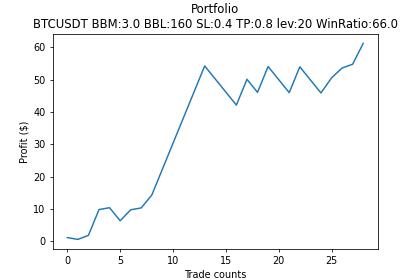 Portfolio
BTCUSDT BBM:3.0 BBL:160 SL:0.4 TP:0.8 lev:20 WinRatio:66.0
60
50
40
30
20
10
0
Profit ($)
0 5 10 15 20 25
Trade counts